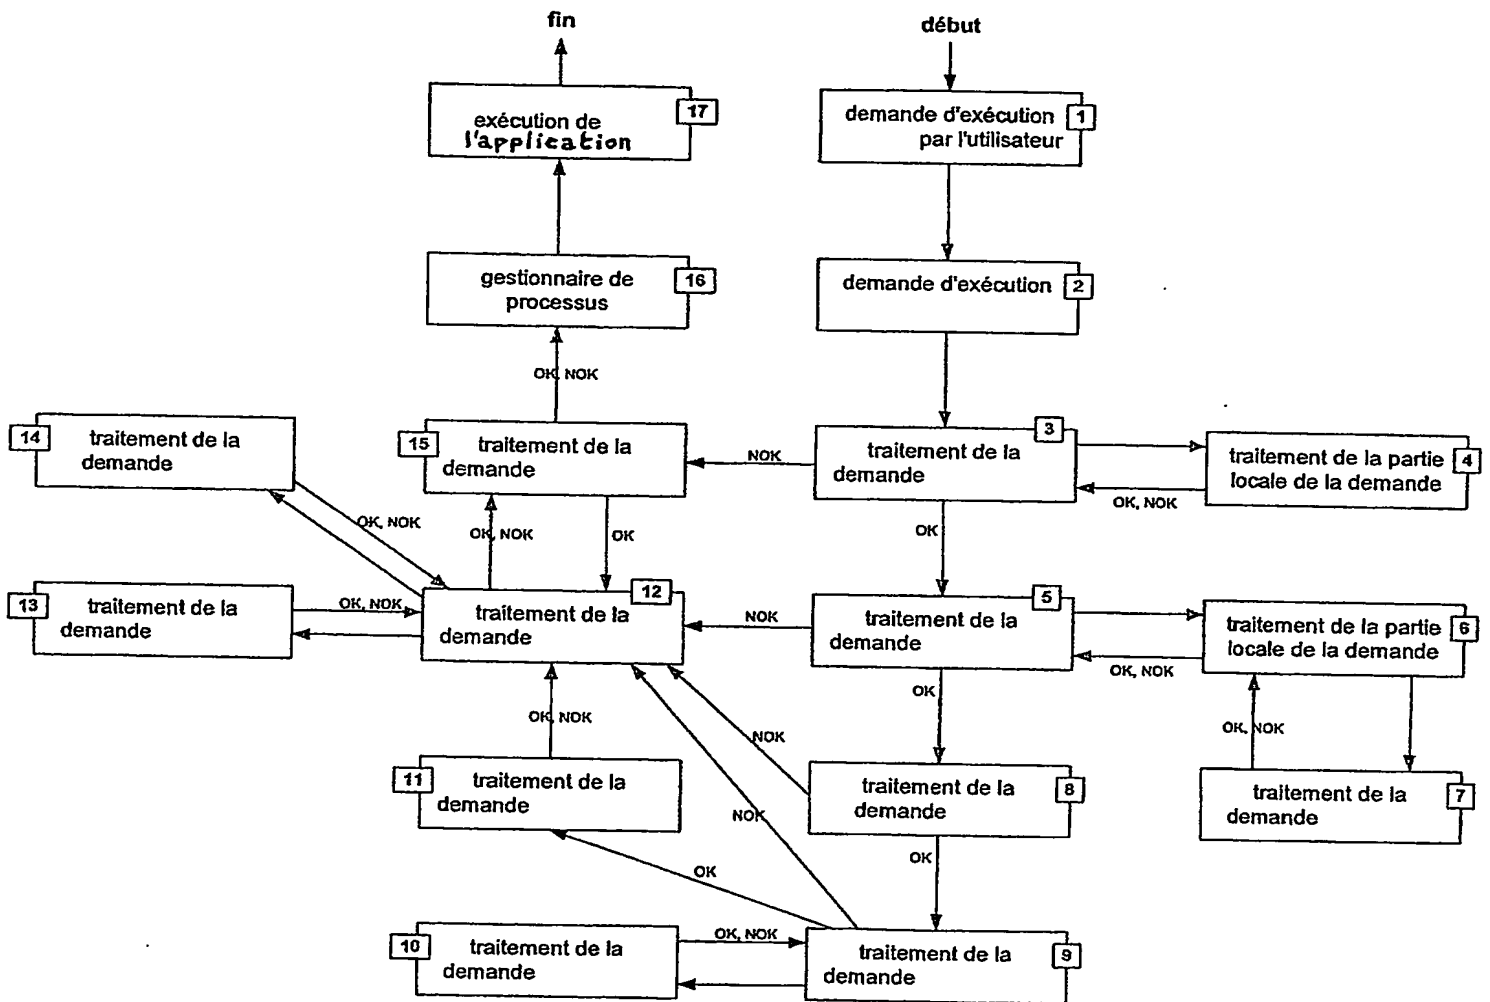 fin
début
exécution de
l'application
17
demande d'exécution
par l'utilisateur
1
gestionnaire de
processus
16
demande d'exécution
2
OK, NOK
14
traitement de la
demande
15
traitement de la
demande
NOK
3
traitement de la
demande
traitement de la partie
locale de la demande
4
OK, NOK
OK, NOK
OK, NOK
OK
OK
13
traitement de la
demande
OK, NOK
12
traitement de la
demande
NOK
5
traitement de la
demande
traitement de la partie
locale de la demande
6
OK, NOK
OK, NOK
NOK
OK
OK, NOK
11
traitement de la
demande
NOK
traitement de la
demande
8
traitement de la
demande
7
OK
OK
10
traitement de la
demande
OK, NOK
traitement de la
demande
9